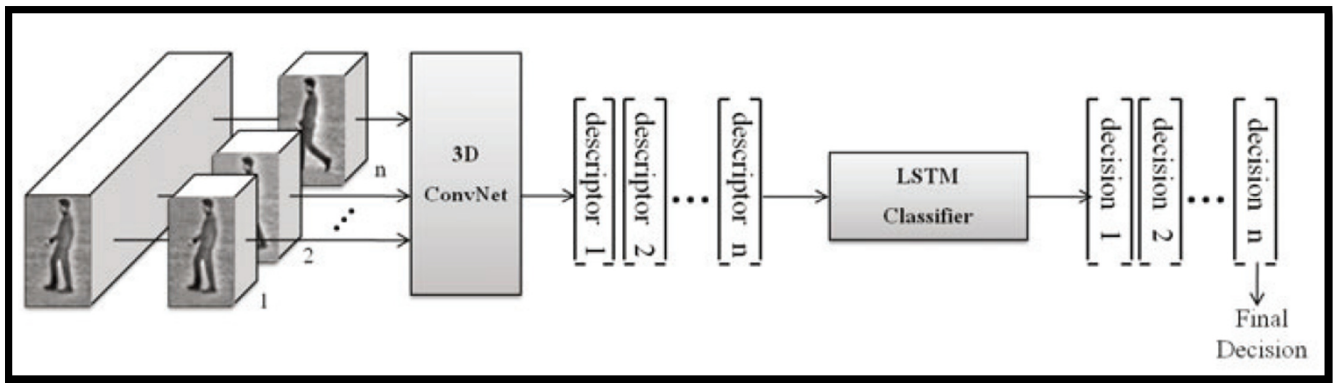 n
2
1
3D
ConvNet
descriptor 1
descriptor 2
...
descriptor n
LSTM
Classifier
decision 1
decision 2
...
decision n
Final
Decision